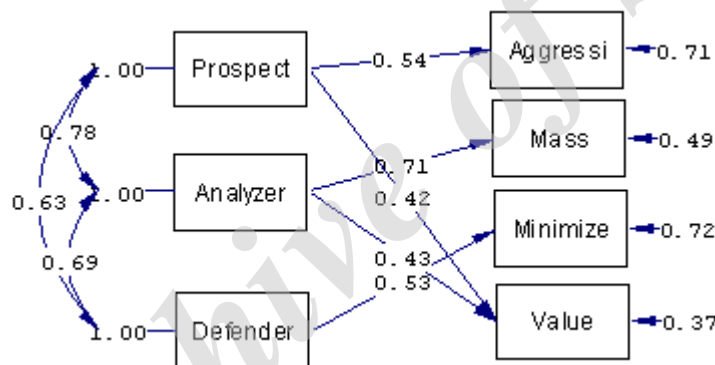 Aggressi
0.71
1.00
Prospect
0.54
0.78
Mass
0.49
0.71
1.00
Analyzer
0.42
0.63
Minimize
0.72
0.69
0.43
0.53
1.00
Defender
Value
0.37